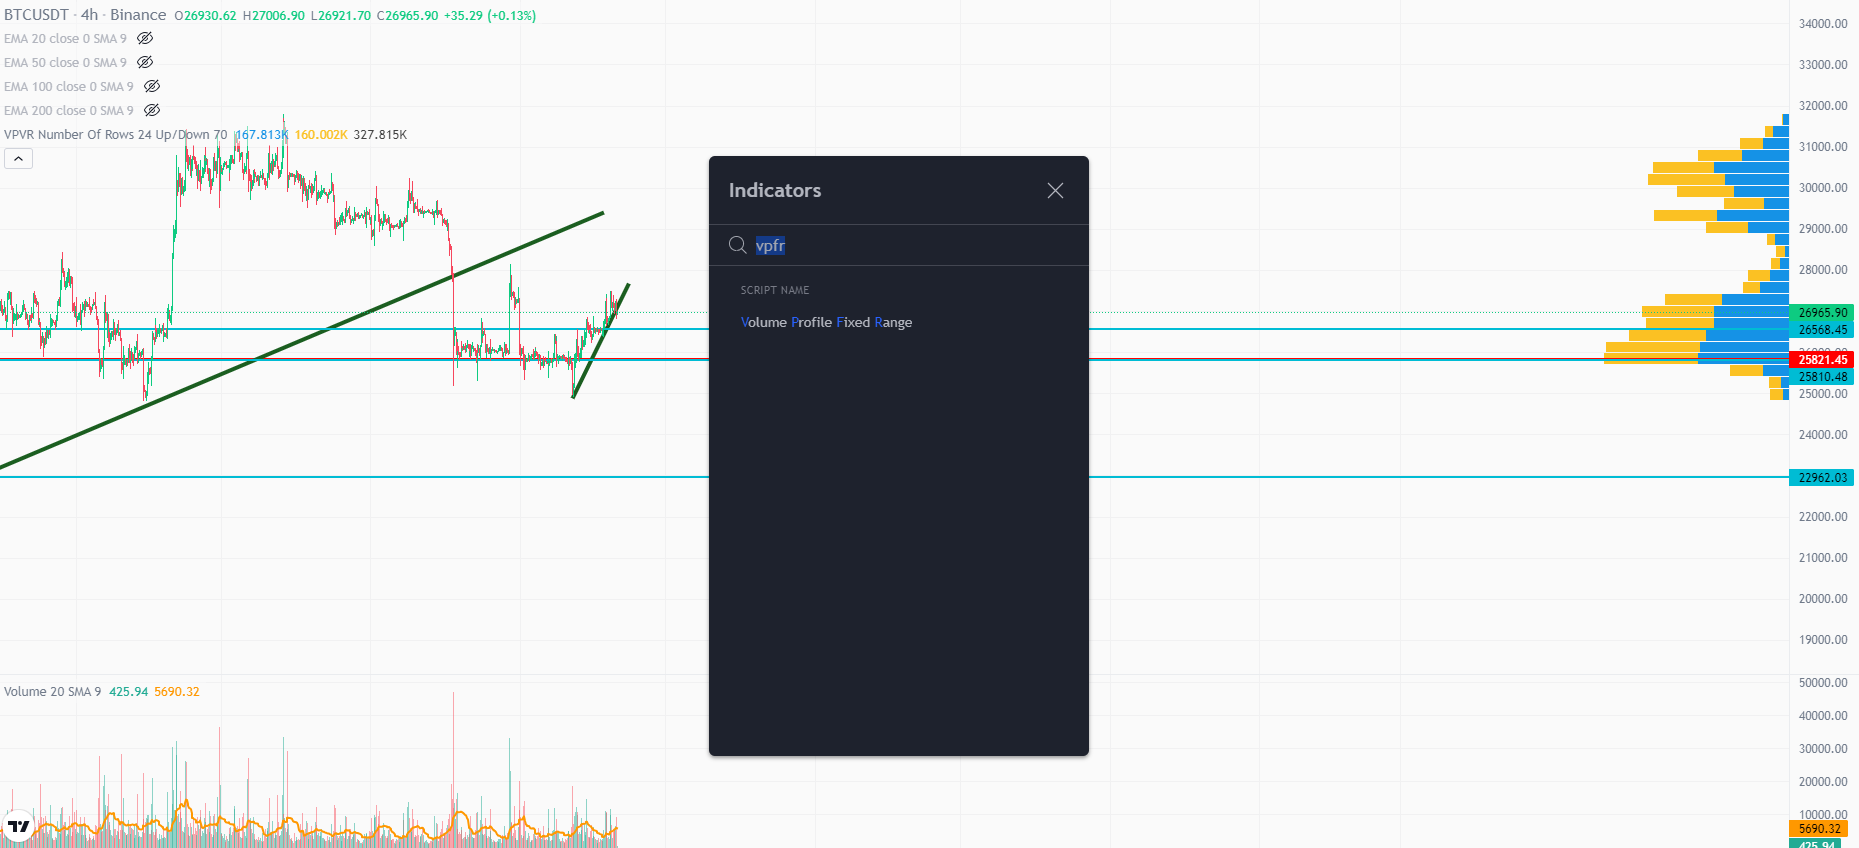 BTCUSDT · 4h · Binance O26930.62 H27006.90 L26921.70 C26965.90 +35.29 (+0.13%)
EMA 20 close 0 SMA 9
EMA 50 close 0 SMA 9
EMA 100 close 0 SMA 9
EMA 200 close 0 SMA 9
VPVR Number Of Rows 24 Up/Down 70 167.813K 160.002K 327.815K
Indicators
vpfr
SCRIPT NAME
Volume Profile Fixed Range
34000.00
33000.00
32000.00
31000.00
30000.00
29000.00
28000.00
26965.90
26568.45
25821.45
25810.48
25000.00
24000.00
22962.03
22000.00
21000.00
20000.00
19000.00
Volume 20 SMA 9 425.94 5690.32
50000.00
40000.00
30000.00
20000.00
10000.00
5690.32
425.94